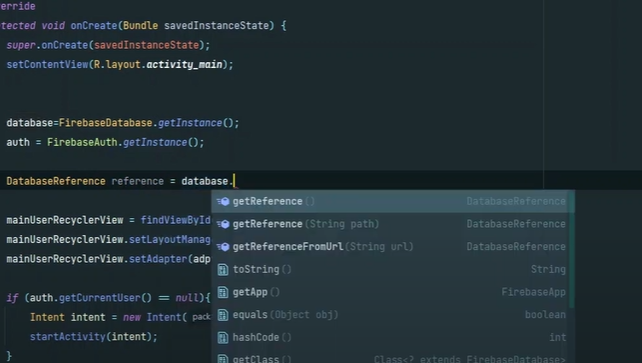 erride
tected void onCreate(Bundle savedInstanceState) {
super.onCreate(savedInstanceState);
setContentView(R.layout.activity_main);
database=FirebaseDatabase.getInstance();
auth = FirebaseAuth.getInstance();
DatabaseReference reference = database.
getReference() DatabaseReference
mainUserRecyclerView = findViewById
getReference(String path) DatabaseReference
mainUserRecyclerView.setLayoutManag
getReferenceFromUrl(String url) DatabaseReference
mainUserRecyclerView.setAdapter(adp
toString() String
getApp() FirebaseApp
if (auth.getCurrentUser() == null){
equals(Object obj) boolean
Intent intent = new Intent( pack
hashCode() int
startActivity(intent);
getClass() Class<? extends FirebaseDatabase>
}